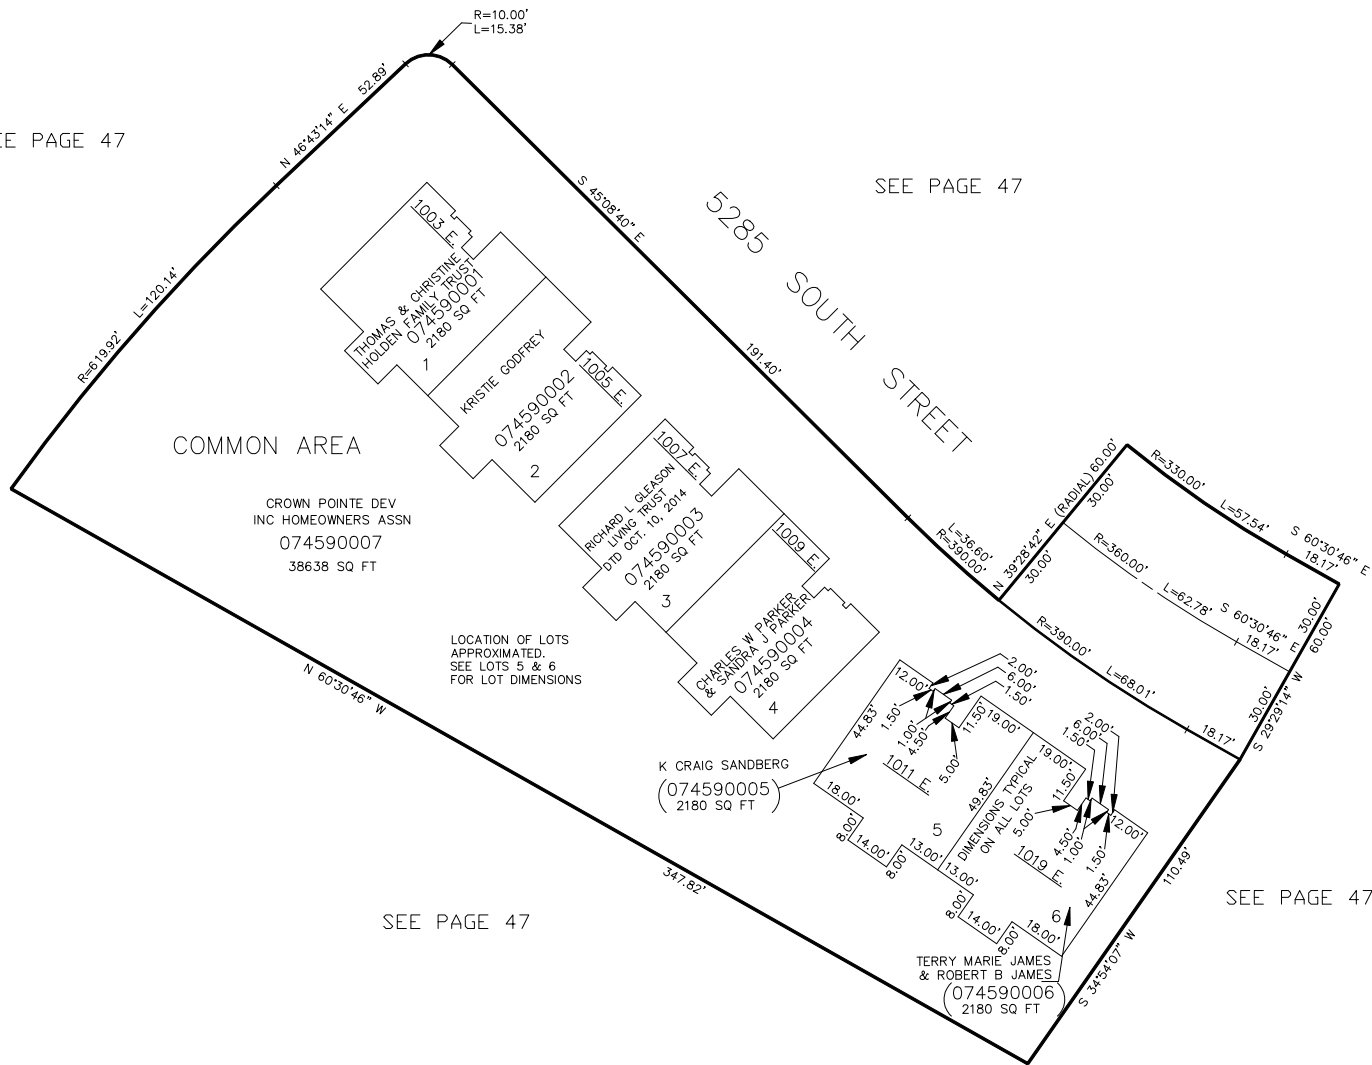 R=10.00'
L=15.38'
N 46°43'14" E 52.89'
EE PAGE 47
SEE PAGE 47
S 45°08'40" E
191.40'
5285 SOUTH STREET
R=619.92' L=120.14'
1003 E.
THOMAS & CHRISTINE
HOLDEN FAMILY TRUST
074590001
2180 SQ FT
1
KRISTIE GODFREY
1005 E.
074590002
2180 SQ FT
2
COMMON AREA
CROWN POINTE DEV
INC HOMEOWNERS ASSN
074590007
38638 SQ FT
1007 E.
RICHARD L GLEASON
LIVING TRUST
DTD OCT. 10, 2014
074590003
2180 SQ FT
3
1009 E.
CHARLES W PARKER
& SANDRA J PARKER
074590004
2180 SQ FT
4
LOCATION OF LOTS
APPROXIMATED.
SEE LOTS 5 & 6
FOR LOT DIMENSIONS
L=36.60'
R=390.00'
N 39°28'42" E (RADIAL) 60.00'
30.00'
30.00'
R=330.00' L=57.54'
S 60°30'46" E
18.17'
R=360.00' L=62.78'
S 60°30'46" E
18.17'
30.00'
60.00'
30.00'
S 29°29'14" W
R=390.00' L=68.01' 18.17'
N 60°30'46" W
347.82'
K CRAIG SANDBERG
(074590005)
2180 SQ FT
12.00'
2.00'
6.00'
1.50'
1.50'
1.00'
4.50'
5.00'
11.50'
19.00'
44.83'
1011 E.
49.83'
18.00'
8.00'
14.00'
8.00'
13.00'
5
DIMENSIONS TYPICAL
ON ALL LOTS
19.00'
11.50'
5.00'
2.00'
6.00'
1.50'
4.50'
1.00'
1.50'
12.00'
1019 E.
44.83'
13.00'
8.00'
14.00'
8.00'
18.00'
6
TERRY MARIE JAMES
& ROBERT B JAMES
(074590006)
2180 SQ FT
110.49'
S 34°54'07" W
SEE PAGE 47
SEE PAGE 47